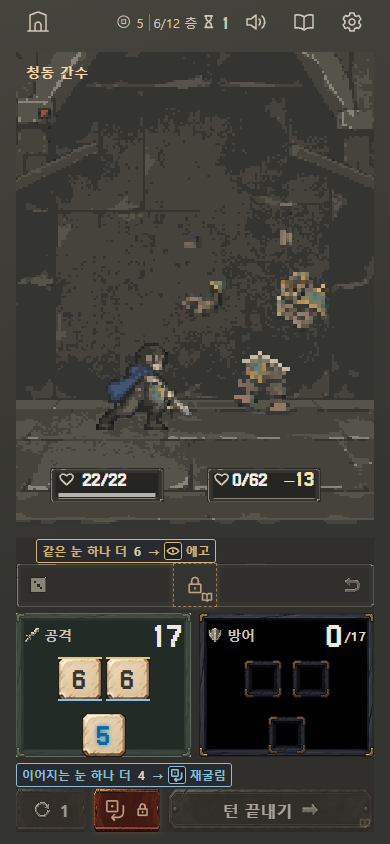 5 6/12 층 1
청동 간수
22/22
0/62 -13
같은 눈 하나 더 6 → 예고
공격 17
방어 0/17
6 6
5
이어지는 눈 하나 더 4 → 재굴림
1
턴 끝내기 ➡